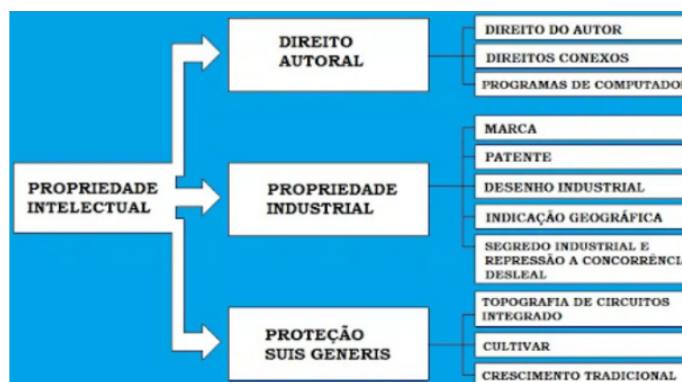 PROPRIEDADE
INTELECTUAL
DIREITO
AUTORAL
DIREITO DO AUTOR
DIREITOS CONEXOS
PROGRAMAS DE COMPUTADOR
PROPRIEDADE
INDUSTRIAL
MARCA
PATENTE
DESENHO INDUSTRIAL
INDICAÇÃO GEOGRÁFICA
SEGREDO INDUSTRIAL E
REPRESSÃO A CONCORRÊNCIA
DESLEAL
PROTEÇÃO
SUIS GENERIS
TOPOGRAFIA DE CIRCUITOS
INTEGRADO
CULTIVAR
CRESCIMENTO TRADICIONAL